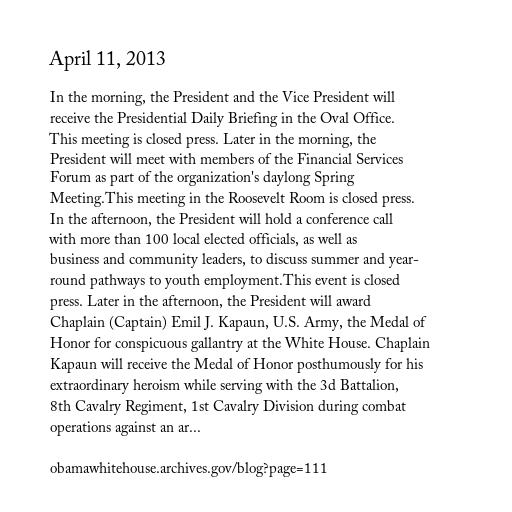 April 11, 2013
In the morning, the President and the Vice President will
receive the Presidential Daily Briefing in the Oval Office.
This meeting is closed press. Later in the morning, the
President will meet with members of the Financial Services
Forum as part of the organization's daylong Spring
Meeting.This meeting in the Roosevelt Room is closed press.
In the afternoon, the President will hold a conference call
with more than 100 local elected officials, as well as
business and community leaders, to discuss summer and year-
round pathways to youth employment.This event is closed
press. Later in the afternoon, the President will award
Chaplain (Captain) Emil J. Kapaun, U.S. Army, the Medal of
Honor for conspicuous gallantry at the White House. Chaplain
Kapaun will receive the Medal of Honor posthumously for his
extraordinary heroism while serving with the 3d Battalion,
8th Cavalry Regiment, 1st Cavalry Division during combat
operations against an ar...
obamawhitehouse.archives.gov/blog?page=111